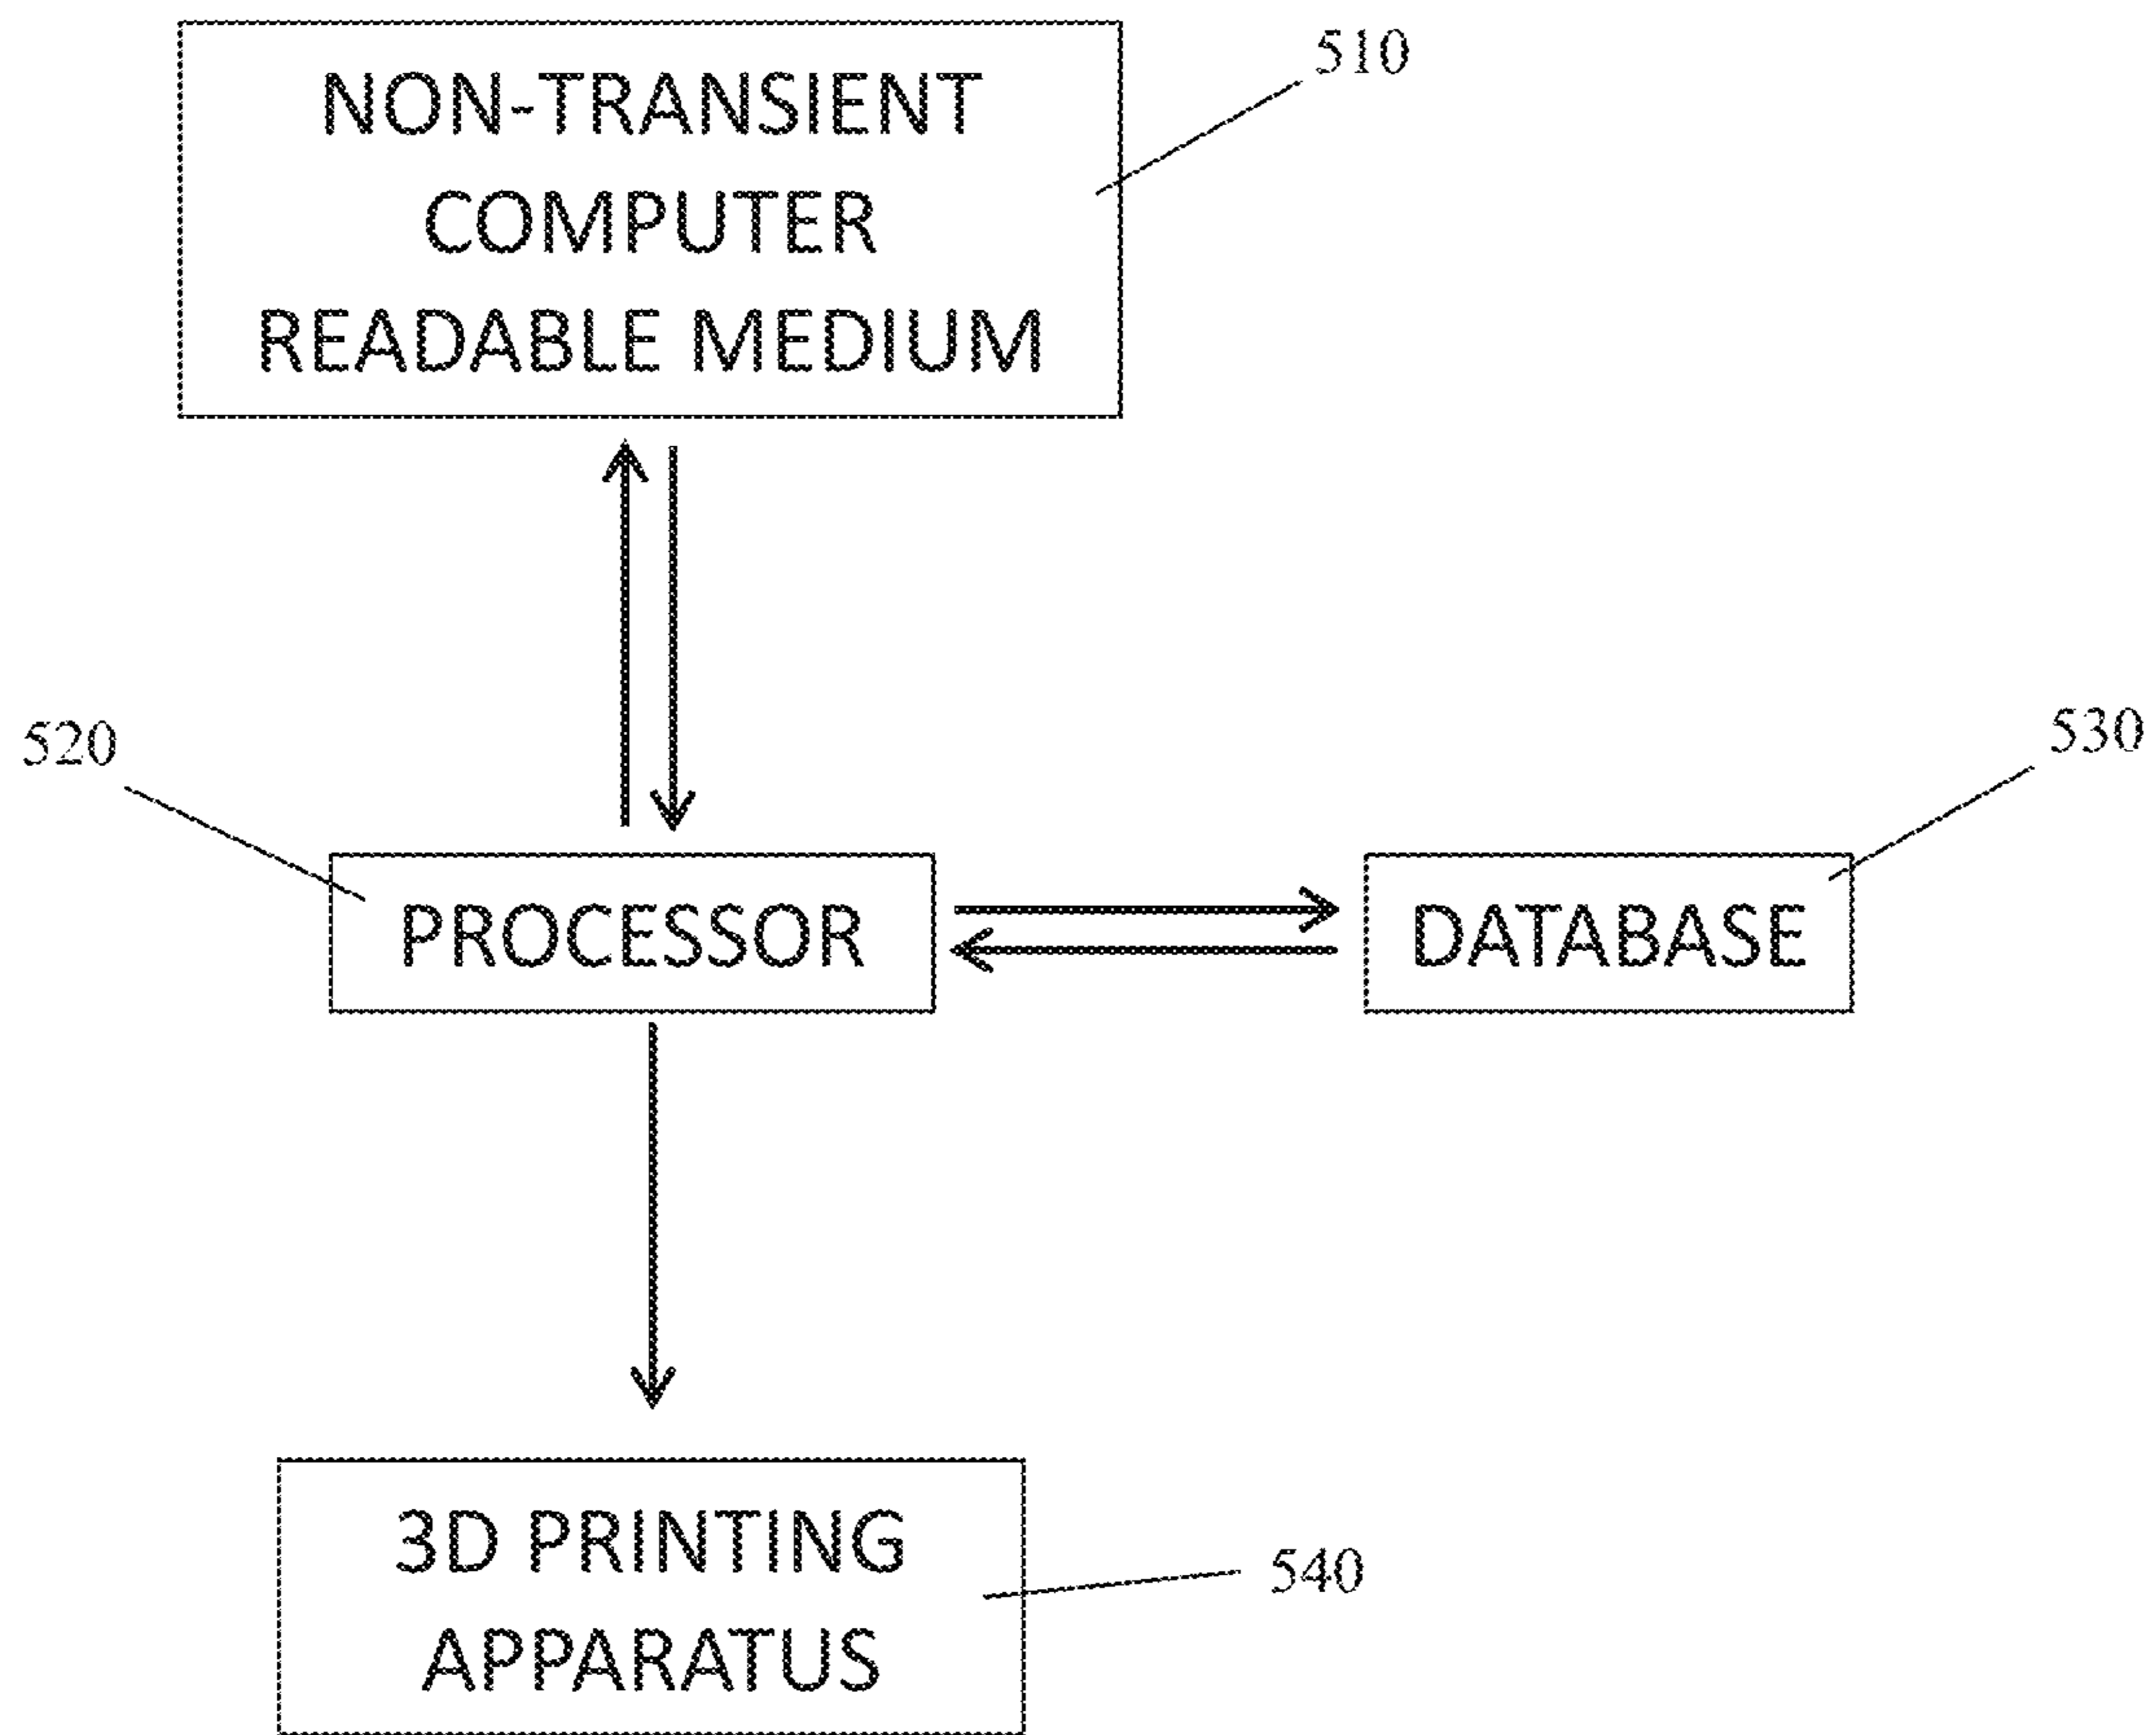 510
NON-TRANSIENT
COMPUTER
READABLE MEDIUM
520
530
PROCESSOR
DATABASE
3D PRINTING
APPARATUS
540